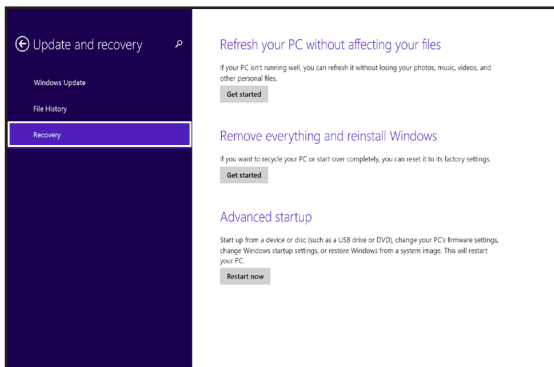 Update and recovery
Windows Update
File History
Recovery
Refresh your PC without affecting your files
If your PC isn't running well, you can refresh it without losing your photos, music, videos, and
other personal files.
Get started
Remove everything and reinstall Windows
If you want to recycle your PC or start over completely, you can reset it to its factory settings.
Get started
Advanced startup
Start up from a device or disc (such as a USB drive or DVD), change your PC's firmware settings,
change Windows startup settings, or restore Windows from a system image. This will restart
your PC.
Restart now